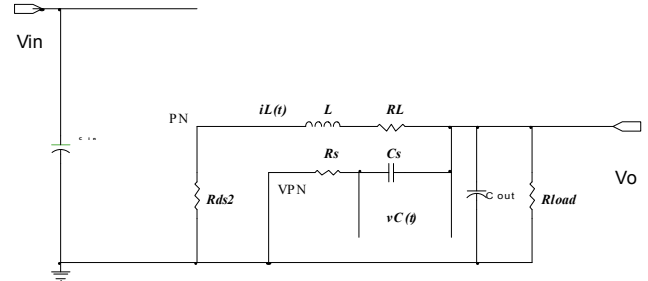 Vin
PN
iL(t) L RL
Rs Cs
VPN
Rds2
vC(t)
C out
Rload
Vo